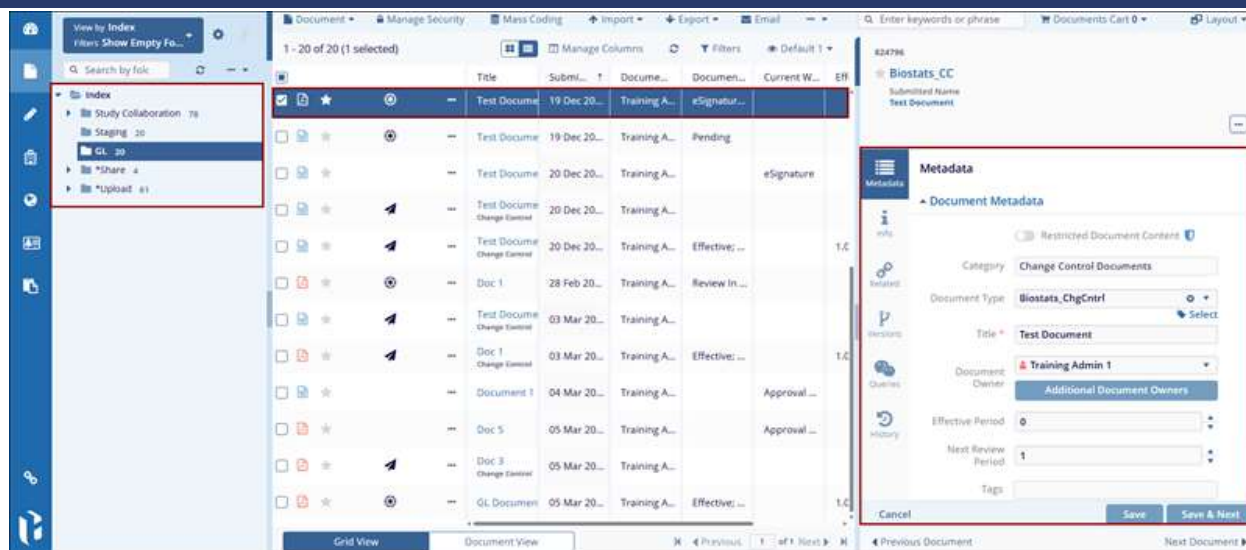 View by Index
Filters Show Empty Fo...
Search by fold
Index
Study Collaboration 78
Staging 20
GL 20
*Share 4
*Upload 61
Document
Manage Security
Mass Coding
Import
Export
Email
1 - 20 of 20 (1 selected)
Manage Columns
Filters
Default 1
Title Submi... Docume... Documen... Current W... Eff
Test Docume 19 Dec 20... Training A... eSignatur...
Test Docume 19 Dec 20... Training A... Pending
Test Docume 20 Dec 20... Training A... eSignature
Test Docume 20 Dec 20... Training A...
Change Control
Test Docume 20 Dec 20... Training A... Effective; ... 1.0
Change Control
Doc 1 28 Feb 20... Training A... Review In ...
Test Docume 03 Mar 20... Training A...
Change Control
Doc 1 03 Mar 20... Training A... Effective; ... 1.0
Change Control
Document 1 04 Mar 20... Training A... Approval ...
Doc 5 05 Mar 20... Training A... Approval ...
Doc 3 05 Mar 20... Training A...
Change Control
GL Documen 05 Mar 20... Training A... Effective; ... 1.0
Grid View
Document View
Previous 1 of 1 Next
Enter keywords or phrase
Documents Cart 0
Layout
824796
Biostats_CC
Submitted Name
Test Document
Metadata
Info
Related
Versions
Queries
History
Metadata
Document Metadata
Restricted Document Content
Category Change Control Documents
Document Type Biostats_ChgCntrl
Select
Title * Test Document
Document Owner Training Admin 1
Additional Document Owners
Effective Period 0
Next Review Period 1
Tags
Cancel
Save
Save & Next
Previous Document
Next Document